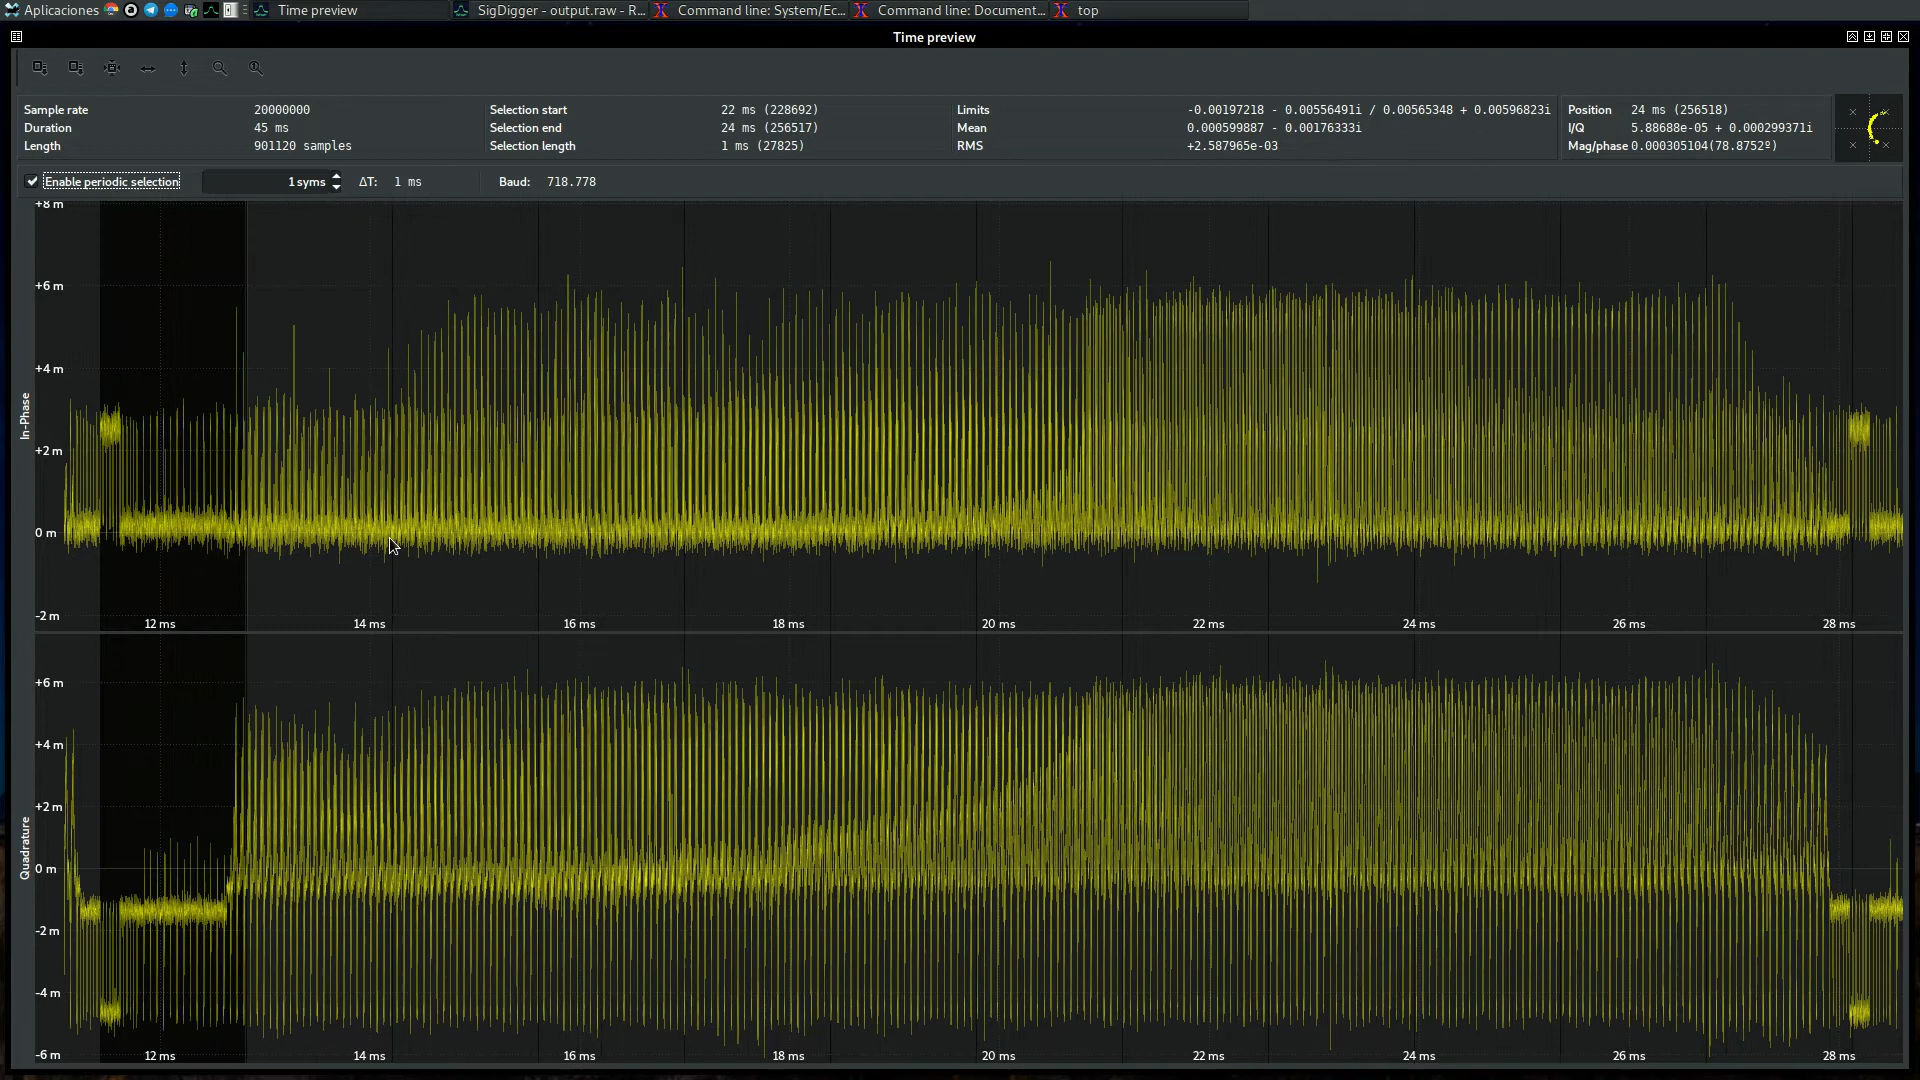 Aplicaciones Time preview SigDigger - output.raw - R... Command line: System/Ec... Command line: Document... top
Time preview
Sample rate 20000000 Selection start 22 ms (228692) Limits -0.00197218 - 0.00556491i / 0.00565348 + 0.00596823i Position 24 ms (256518)
Duration 45 ms Selection end 24 ms (256517) Mean 0.000599887 - 0.00176333i I/Q 5.88688e-05 + 0.000299371i
Length 901120 samples Selection length 1 ms (27825) RMS +2.587965e-03 Mag/phase 0.000305104(78.8752º)
Enable periodic selection 1 syms ΔT: 1 ms Baud: 718.778
+8 m
+6 m
+4 m
In-Phase
+2 m
0 m
-2 m
12 ms 14 ms 16 ms 18 ms 20 ms 22 ms 24 ms 26 ms 28 ms
+6 m
+4 m
+2 m
Quadrature
0 m
-2 m
-4 m
-6 m
12 ms 14 ms 16 ms 18 ms 20 ms 22 ms 24 ms 26 ms 28 ms